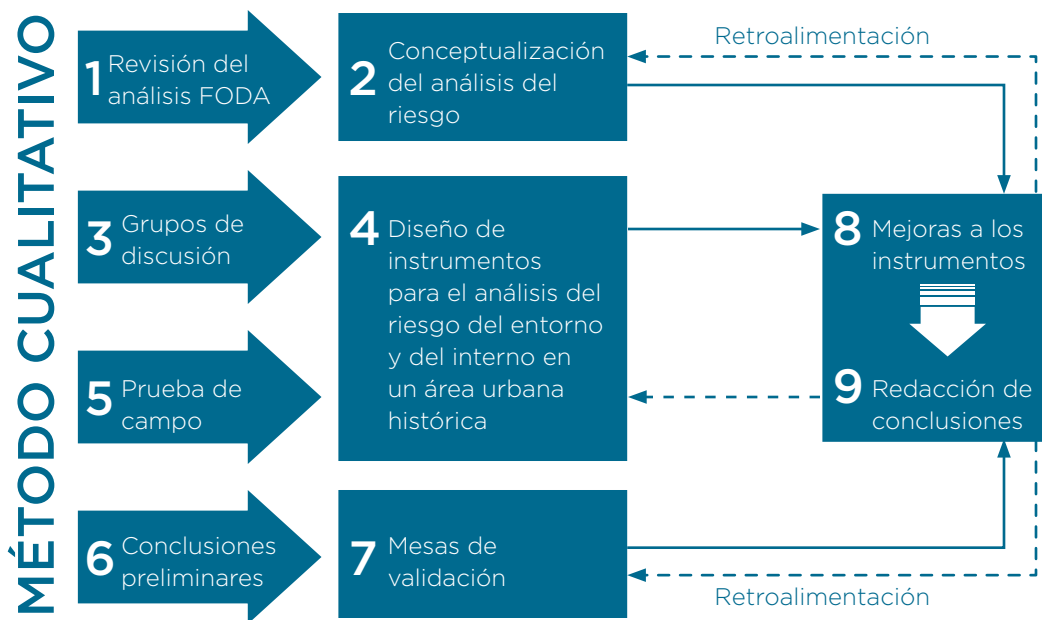 MÉTODO CUALITATIVO
1 Revisión del
análisis FODA
2 Conceptualización
del análisis del
riesgo
Retroalimentación
3 Grupos de
discusión
4 Diseño de
instrumentos
para el análisis del
riesgo del entorno
y del interno en
un área urbana
histórica
5 Prueba de
campo
6 Conclusiones
preliminares
7 Mesas de
validación
8 Mejoras a los
instrumentos
9 Redacción de
conclusiones
Retroalimentación